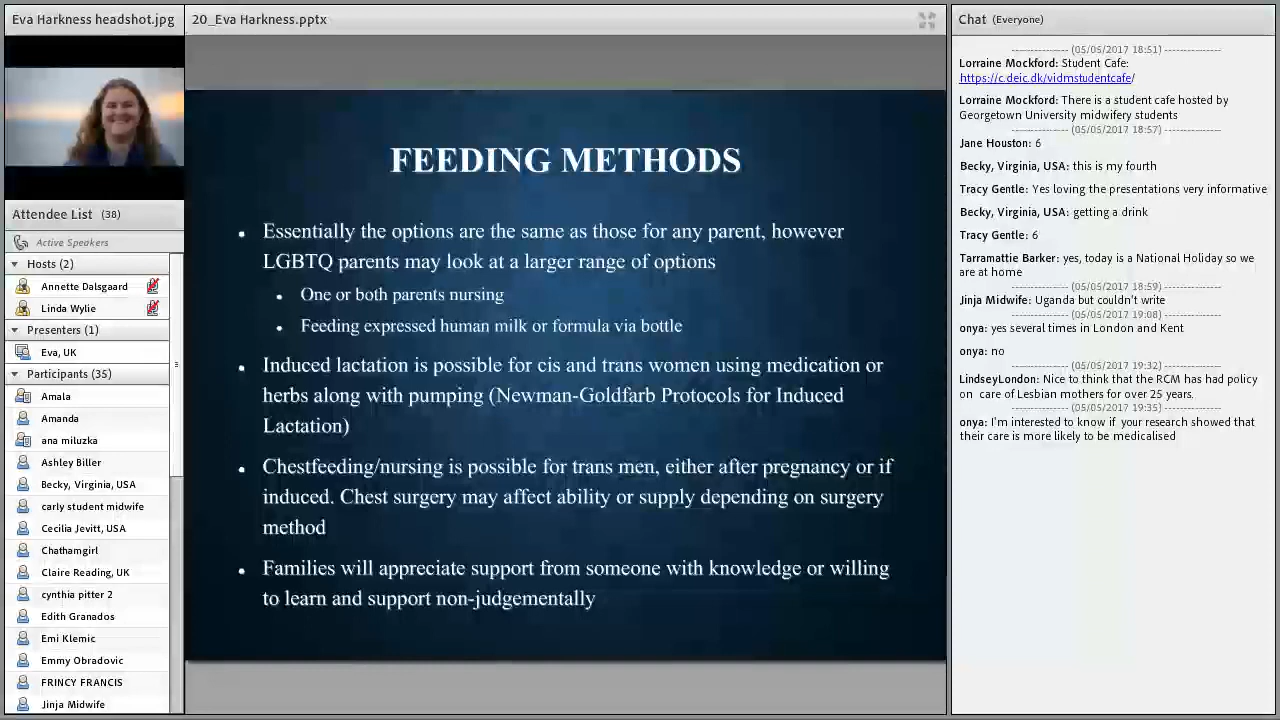 Eva Harkness headshot.jpg
Attendee List (38)
Active Speakers
Hosts (2)
Annette Dalsgaard
Linda Wylie
Presenters (1)
Eva, UK
Participants (35)
Amala
Amanda
ana miluzka
Ashley Biller
Becky, Virginia, USA
carly student midwife
Cecilia Jevitt, USA
Chathamgirl
Claire Reading, UK
cynthia pitter 2
Edith Granados
Emi Klemic
Emmy Obradovic
FRINCY FRANCIS
Jinja Midwife
20_Eva Harkness.pptx
FEEDING METHODS
• Essentially the options are the same as those for any parent, however
LGBTQ parents may look at a larger range of options
• One or both parents nursing
• Feeding expressed human milk or formula via bottle
• Induced lactation is possible for cis and trans women using medication or
herbs along with pumping (Newman-Goldfarb Protocols for Induced
Lactation)
• Chestfeeding/nursing is possible for trans men, either after pregnancy or if
induced. Chest surgery may affect ability or supply depending on surgery
method
• Families will appreciate support from someone with knowledge or willing
to learn and support non-judgementally
Chat (Everyone)
---------------- (05/05/2017 18:51) ----------------
Lorraine Mockford: Student Cafe:
https://c.deic.dk/vidmstudentcafe/
Lorraine Mockford: There is a student cafe hosted by
Georgetown University midwifery students
---------------- (05/05/2017 18:57) ----------------
Jane Houston: 6
Becky, Virginia, USA: this is my fourth
Tracy Gentle: Yes loving the presentations very informative
Becky, Virginia, USA: getting a drink
Tracy Gentle: 6
Tarramattie Barker: yes, today is a National Holiday so we
are at home
---------------- (05/05/2017 18:59) ----------------
Jinja Midwife: Uganda but couldn't write
---------------- (05/05/2017 19:08) ----------------
onya: yes several times in London and Kent
onya: no
---------------- (05/05/2017 19:32) ----------------
LindseyLondon: Nice to think that the RCM has had policy
on care of Lesbian mothers for over 25 years.
---------------- (05/05/2017 19:35) ----------------
onya: I'm interested to know if your research showed that
their care is more likely to be medicalised